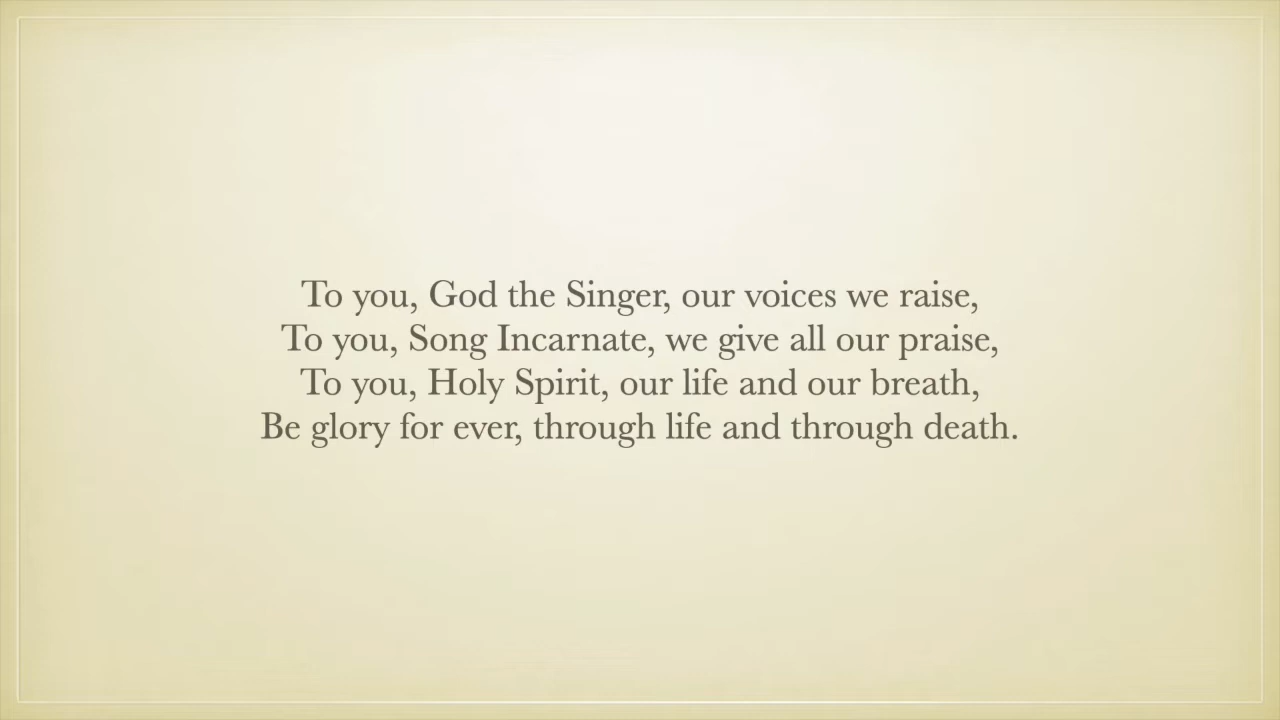 To you, God the Singer, our voices we raise,
To you, Song Incarnate, we give all our praise,
To you, Holy Spirit, our life and our breath,
Be glory for ever, through life and through death.